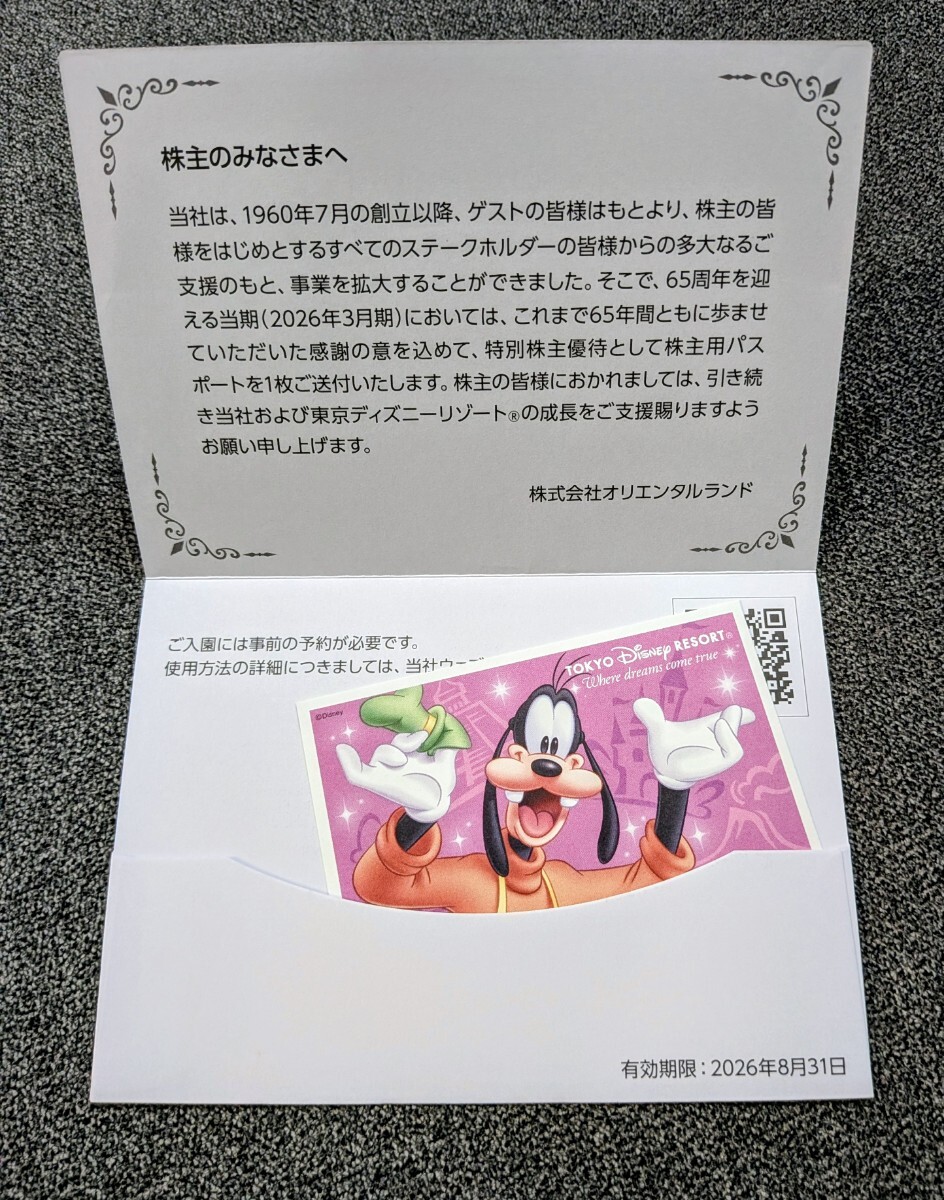 株主のみなさまへ
当社は、1960年7月の創立以降、ゲストの皆様はもとより、株主の皆
様をはじめとするすべてのステークホルダーの皆様からの多大なるご
支援のもと、事業を拡大することができました。そこで、65周年を迎
える当期(2026年3月期)においては、これまで65年間ともに歩ませ
ていただいた感謝の意を込めて、特別株主優待として株主用パス
ポートを1枚ご送付いたします。株主の皆様におかれましては、引き続
き当社および東京ディズニーリゾート®の成長をご支援賜りますよう
お願い申し上げます。
株式会社オリエンタルランド
ご入園には事前の予約が必要です。
使用方法の詳細につきましては、当社ウェブ
TOKYO Disney RESORT®
Where dreams come true
©Disney
有効期限:2026年8月31日